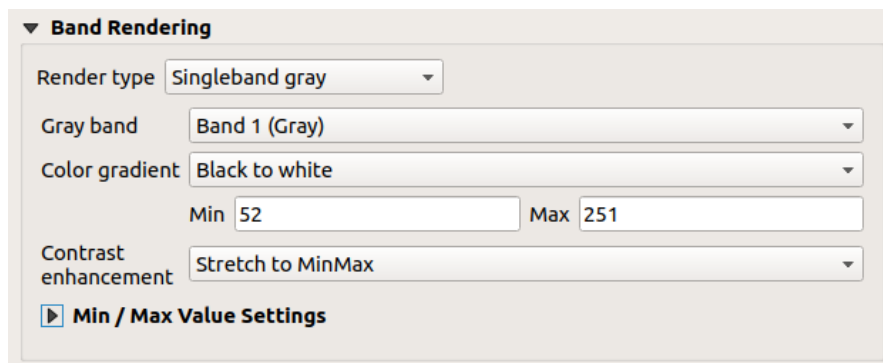 Band Rendering
Render type Singleband gray
Gray band Band 1 (Gray)
Color gradient Black to white
Min 52 Max 251
Contrast
enhancement Stretch to MinMax
Min / Max Value Settings